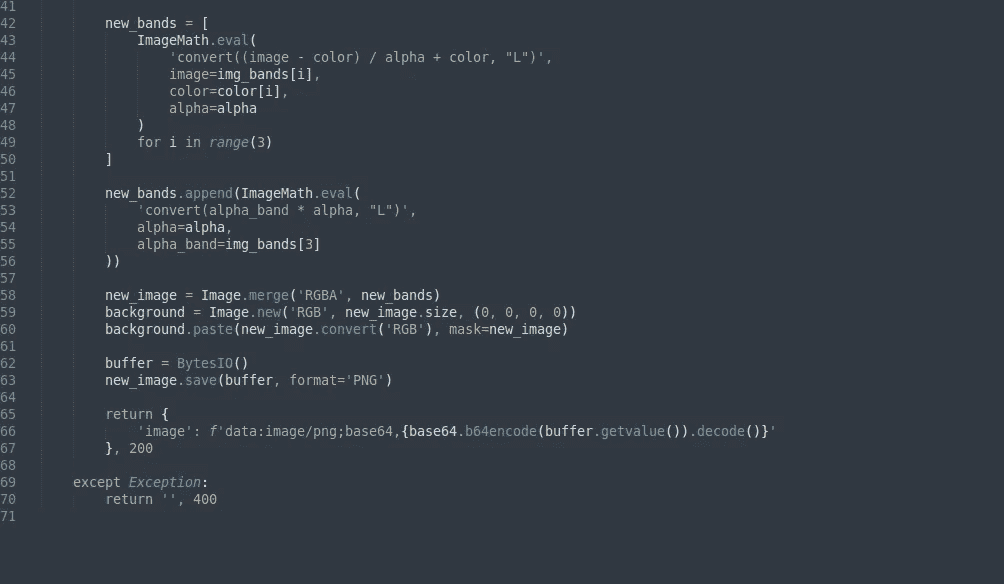 41
42 new_bands = [
43 ImageMath.eval(
44 'convert((image - color) / alpha + color, "L")',
45 image=img_bands[i],
46 color=color[i],
47 alpha=alpha
48 )
49 for i in range(3)
50 ]
51
52 new_bands.append(ImageMath.eval(
53 'convert(alpha_band * alpha, "L")',
54 alpha=alpha,
55 alpha_band=img_bands[3]
56 ))
57
58 new_image = Image.merge('RGBA', new_bands)
59 background = Image.new('RGB', new_image.size, (0, 0, 0, 0))
60 background.paste(new_image.convert('RGB'), mask=new_image)
61
62 buffer = BytesIO()
63 new_image.save(buffer, format='PNG')
64
65 return {
66 'image': f'data:image/png;base64,{base64.b64encode(buffer.getvalue()).decode()}'
67 }, 200
68
69 except Exception:
70 return '', 400
71